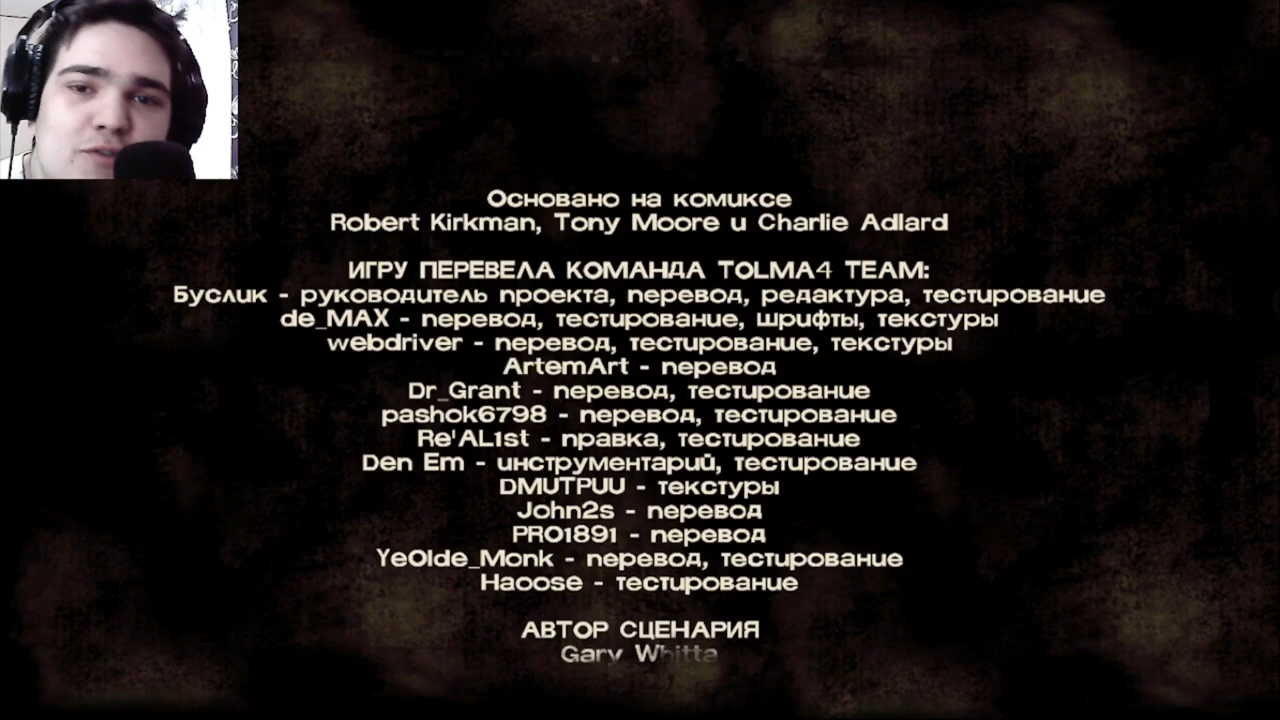 Основано на комиксе
Robert Kirkman, Tony Moore и Charlie Adlard
ИГРУ ПЕРЕВЕЛА КОМАНДА TOLMA4 TEAM:
Буслик - руководитель проекта, перевод, редактура, тестирование
de_MAX - перевод, тестирование, шрифты, текстуры
webdriver - перевод, тестирование, текстуры
ArtemArt - перевод
Dr_Grant - перевод, тестирование
pashok6798 - перевод, тестирование
Re'AL1st - правка, тестирование
Den Em - инструментарий, тестирование
DMUTPUU - текстуры
John2s - перевод
PRO1891 - перевод
YeOlde_Monk - перевод, тестирование
Haoose - тестирование
АВТОР СЦЕНАРИЯ
Gary Whitta